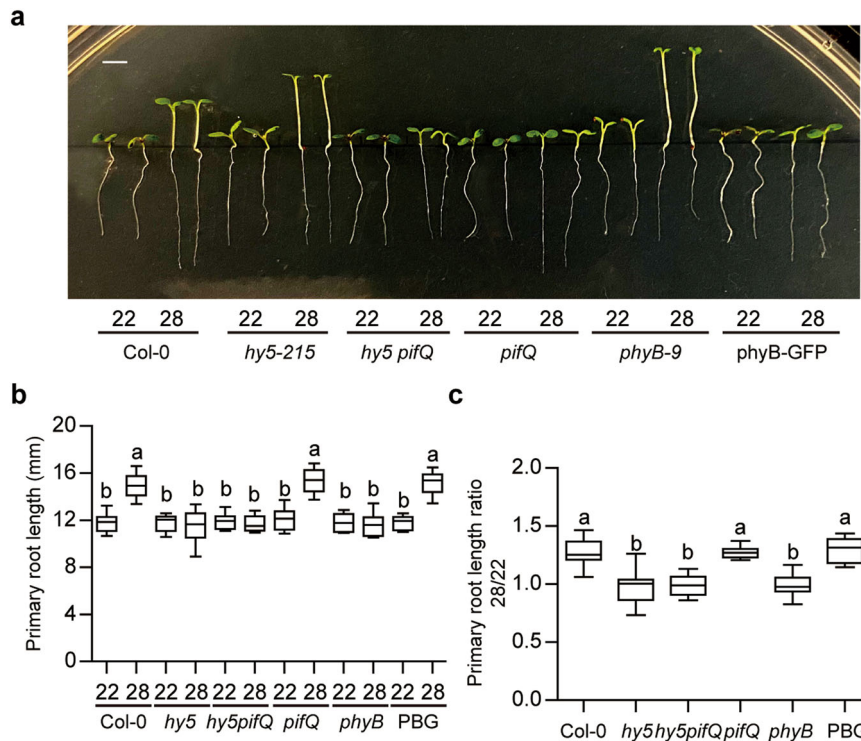 a
22 28 22 28 22 28 22 28 22 28 22 28
Col-0 hy5-215 hy5 pifQ pifQ phyB-9 phyB-GFP
b
Primary root length (mm)
20
16
12
8
4
0
b a b b b b b a b b b a
22 28 22 28 22 28 22 28 22 28 22 28
Col-0 hy5 hy5pifQ pifQ phyB PBG
c
Primary root length ratio
28/22
2.0
1.5
1.0
0.5
0.0
a b b a b a
Col-0 hy5 hy5pifQ pifQ phyB PBG